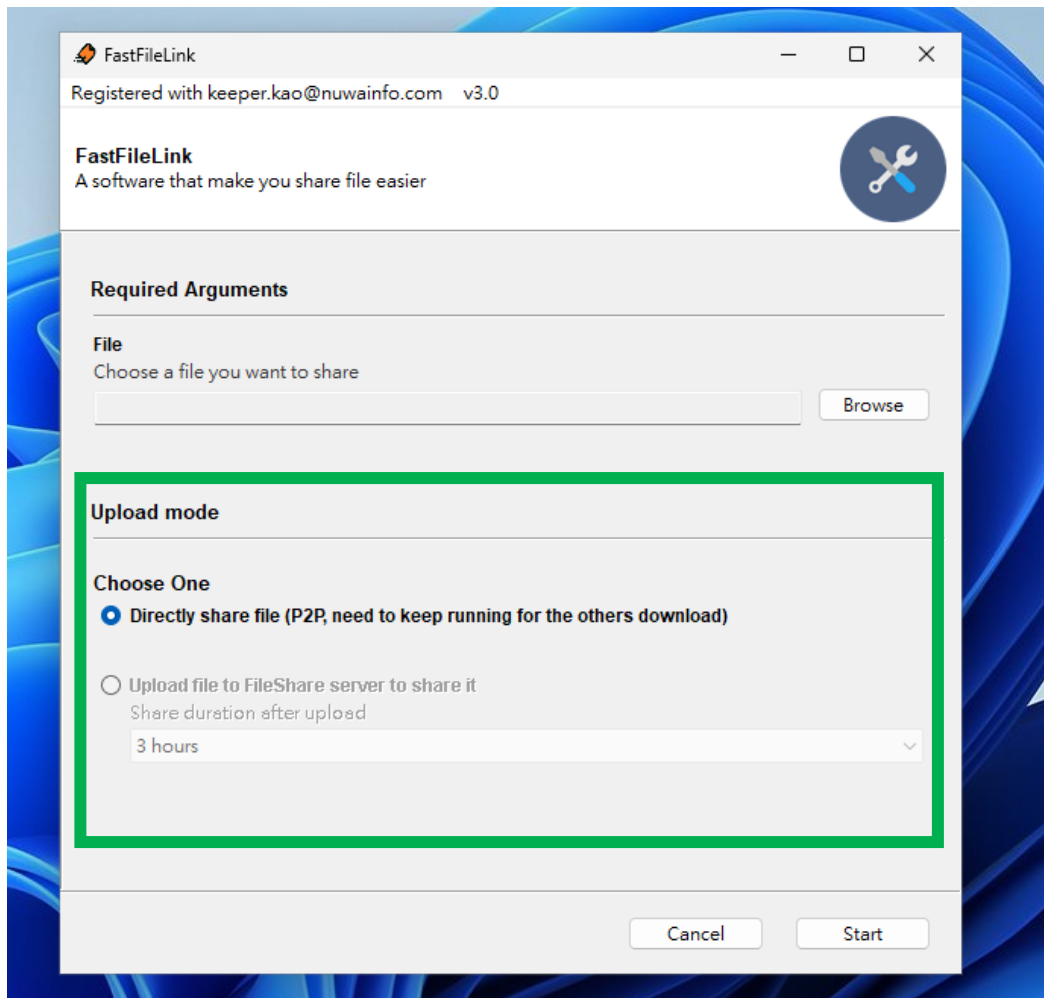 FastFileLink
Registered with keeper.kao@nuwainfo.com v3.0
FastFileLink
A software that make you share file easier
Required Arguments
File
Choose a file you want to share
Browse
Upload mode
Choose One
Directly share file (P2P, need to keep running for the others download)
Upload file to FileShare server to share it
Share duration after upload
3 hours
Cancel
Start